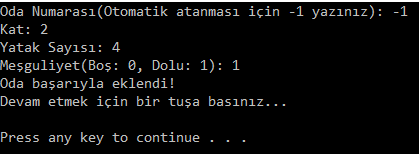 Oda Numarası(Otomatik atanması için -1 yazınız): -1
Kat: 2
Yatak Sayısı: 4
Meşguliyet(Boş: 0, Dolu: 1): 1
Oda başarıyla eklendi!
Devam etmek için bir tuşa basınız...
Press any key to continue . . .